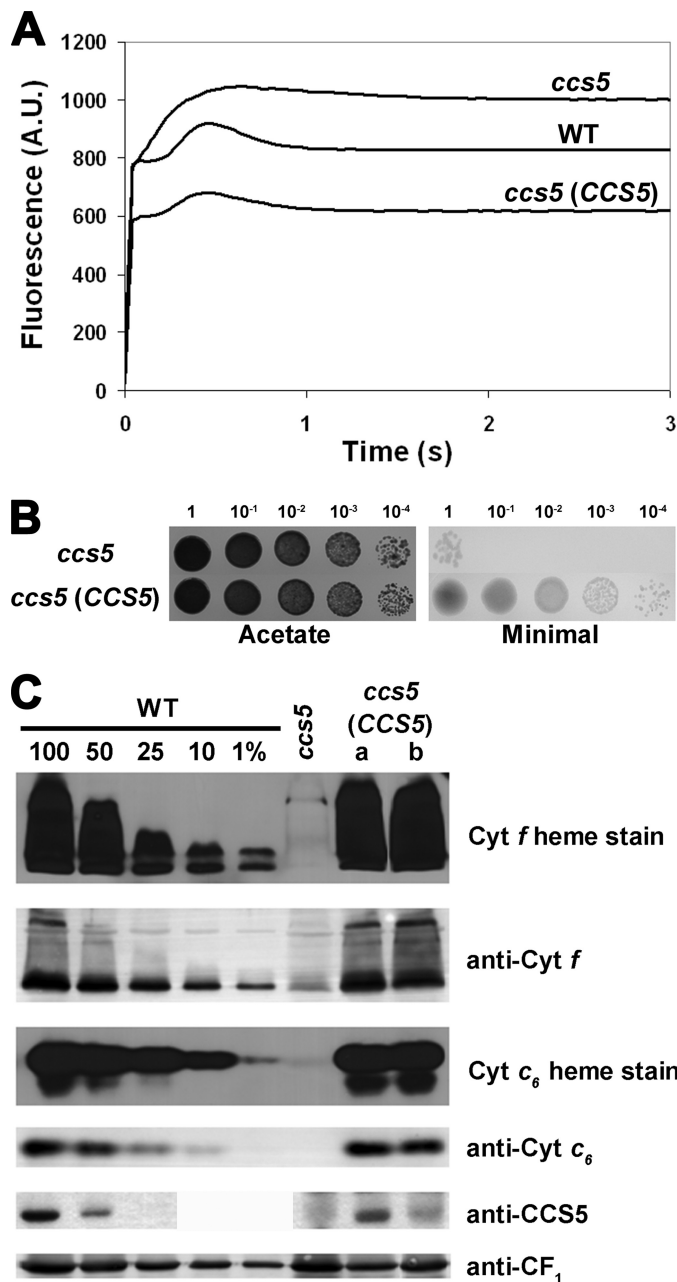 A
1200
1000
800
600
400
200
0
Fluorescence (A.U.)
ccs5
WT
ccs5 (CCS5)
0 1 2 3
Time (s)
B
1 10⁻¹ 10⁻² 10⁻³ 10⁻⁴ 1 10⁻¹ 10⁻² 10⁻³ 10⁻⁴
ccs5
ccs5 (CCS5)
Acetate Minimal
C
WT ccs5 ccs5
(CCS5)
100 50 25 10 1% a b
Cyt f heme stain
anti-Cyt f
Cyt c₆ heme stain
anti-Cyt c₆
anti-CCS5
anti-CF₁